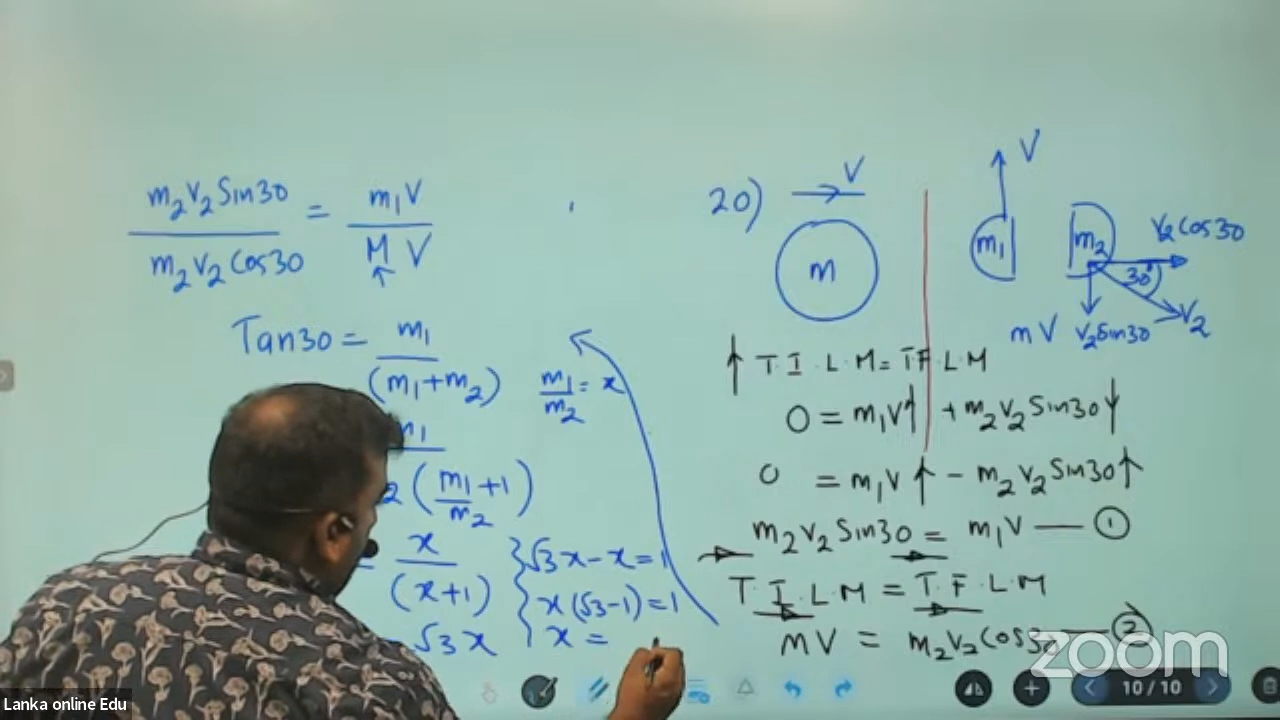 m₂v₂Sin30 / m₂v₂Cos30 = m₁V / M V
Tan30 = m₁ / (m₁+m₂)
m₁/m₂ = x
(m₁/m₂ +1)
x / (x+1)
√3x
√3x-x=1
x(√3-1)=1
x =
20)
V
m
V
m₁
m₂
V₂Cos30
30°
V₂
mV V₂Sin30
↑ T.I.L.M=T.F.L.M
0 = m₁V↑ + m₂v₂Sin30↓
0 = m₁V↑ - m₂v₂Sin30↑
m₂v₂Sin30 = m₁V — ①
T.I.L.M = T.F.L.M
mV = m₂v₂Cos30 — ②
zoom
10/10
Lanka online Edu